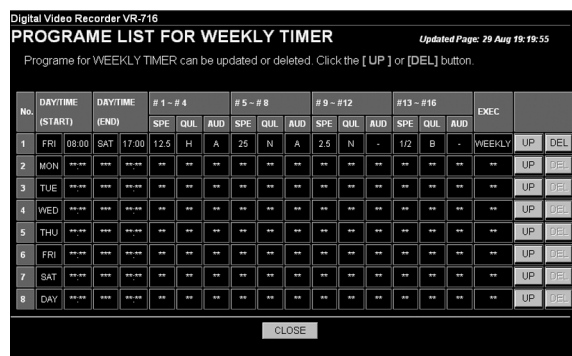 Digital Video Recorder VR-716
PROGRAME LIST FOR WEEKLY TIMER Updated Page: 29 Aug 19:19:55
Programe for WEEKLY TIMER can be updated or deleted. Click the [ UP ] or [DEL] button.
No. DAY/TIME (START) DAY/TIME (END) # 1 ~ # 4 # 5 ~ # 8 # 9 ~ #12 #13 ~ #16 EXEC
SPE QUL AUD SPE QUL AUD SPE QUL AUD SPE QUL AUD
1 FRI 08:00 SAT 17:00 12.5 H A 25 N A 2.5 N - 1/2 B - WEEKLY UP DEL
2 MON **:** *** **:** ** ** ** ** ** ** ** ** ** ** ** ** ** UP DEL
3 TUE **:** *** **:** ** ** ** ** ** ** ** ** ** ** ** ** ** UP DEL
4 WED **:** *** **:** ** ** ** ** ** ** ** ** ** ** ** ** ** UP DEL
5 THU **:** *** **:** ** ** ** ** ** ** ** ** ** ** ** ** ** UP DEL
6 FRI **:** *** **:** ** ** ** ** ** ** ** ** ** ** ** ** ** UP DEL
7 SAT **:** *** **:** ** ** ** ** ** ** ** ** ** ** ** ** ** UP DEL
8 DAY **:** *** **:** ** ** ** ** ** ** ** ** ** ** ** ** ** UP DEL
CLOSE